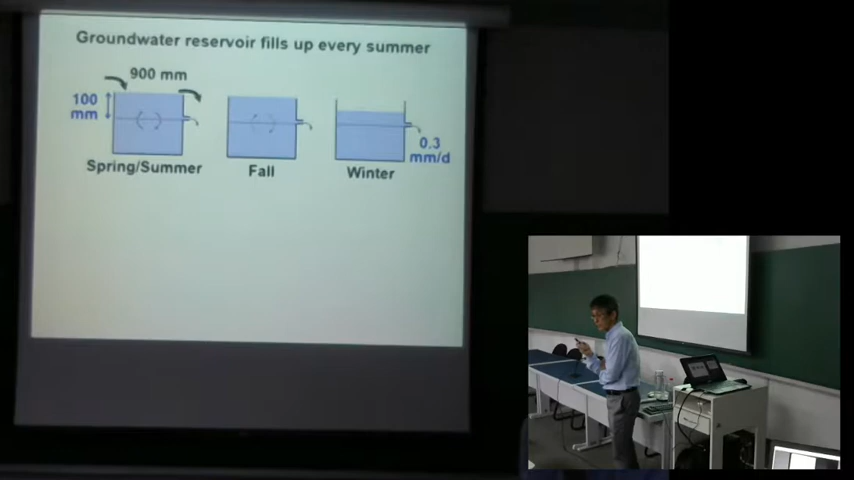 Groundwater reservoir fills up every summer
900 mm
100
mm
0.3
mm/d
Spring/Summer
Fall
Winter